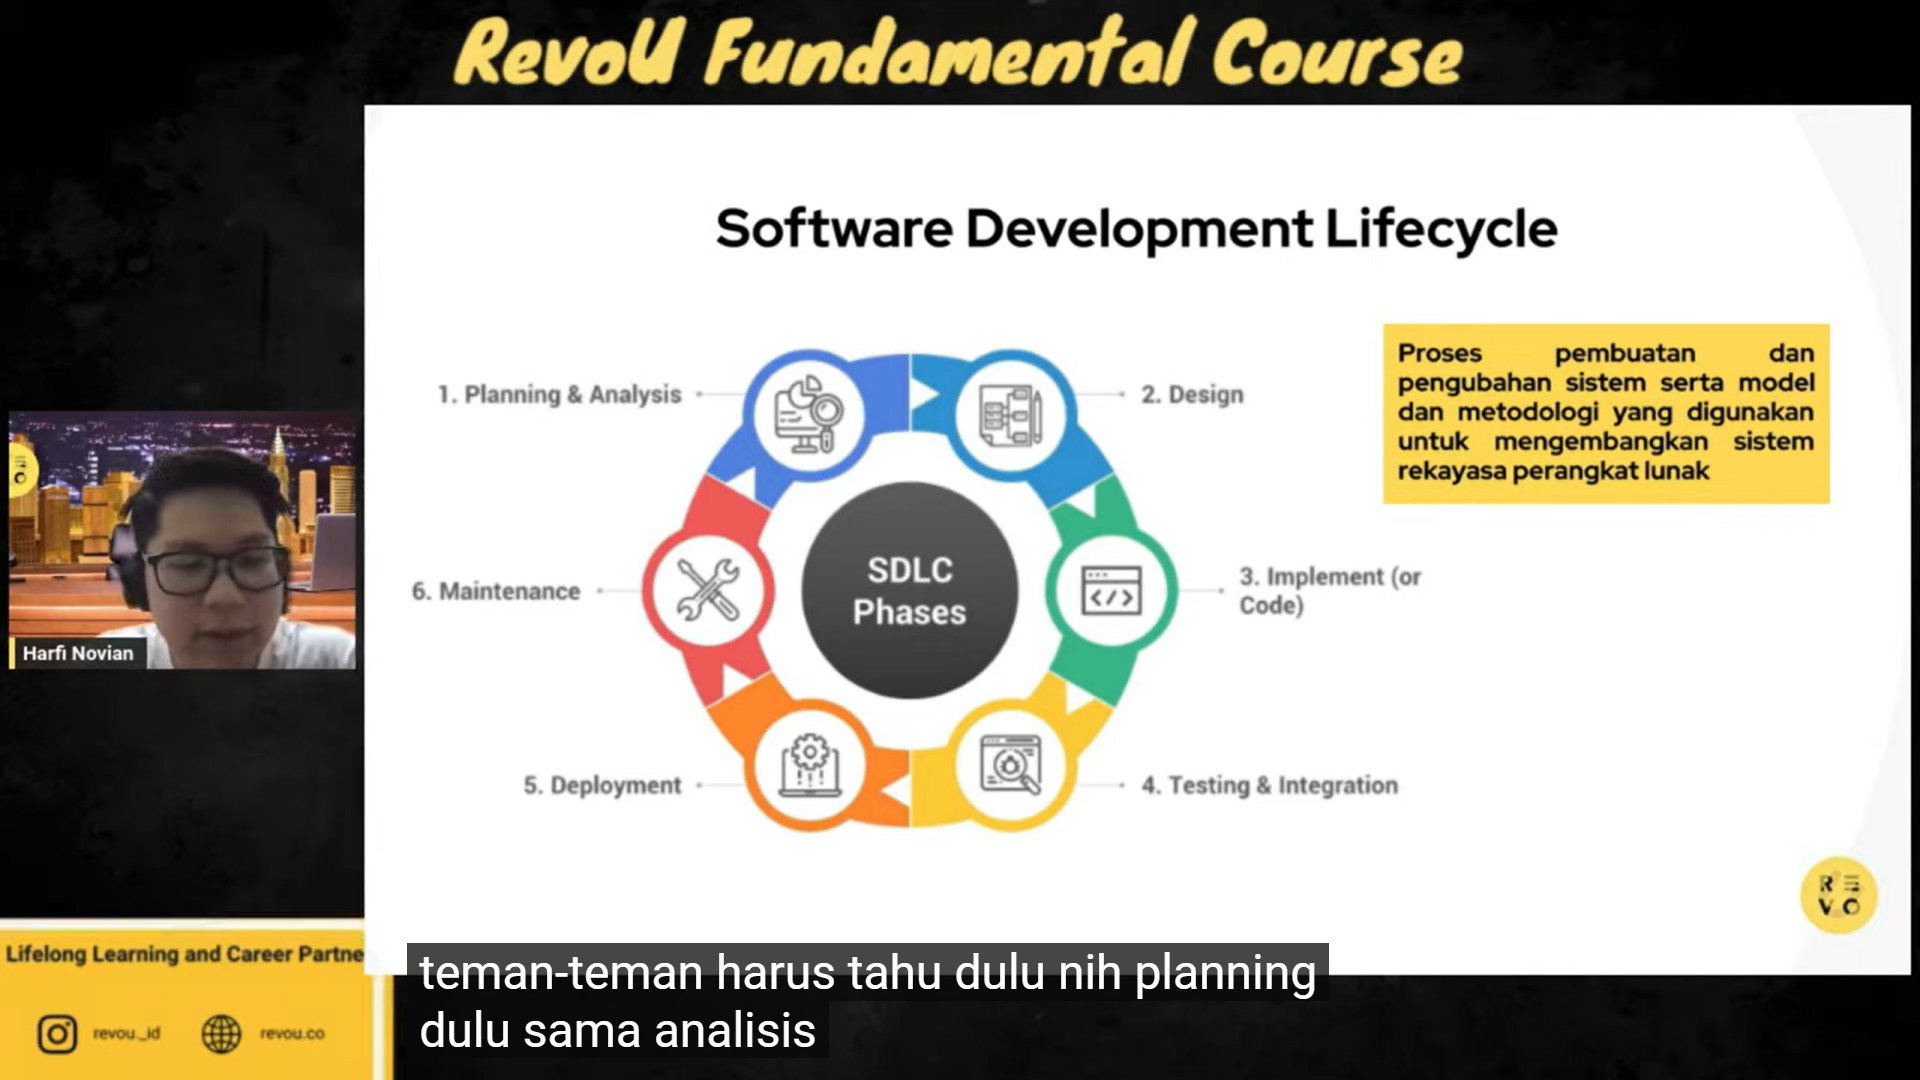 RevoU Fundamental Course
Software Development Lifecycle
1. Planning & Analysis
2. Design
3. Implement (or
Code)
4. Testing & Integration
5. Deployment
6. Maintenance
SDLC
Phases
Proses pembuatan dan
pengubahan sistem serta model
dan metodologi yang digunakan
untuk mengembangkan sistem
rekayasa perangkat lunak
Harfi Novian
R E
V O
Lifelong Learning and Career Partne
revou_id
revou.co
teman-teman harus tahu dulu nih planning
dulu sama analisis